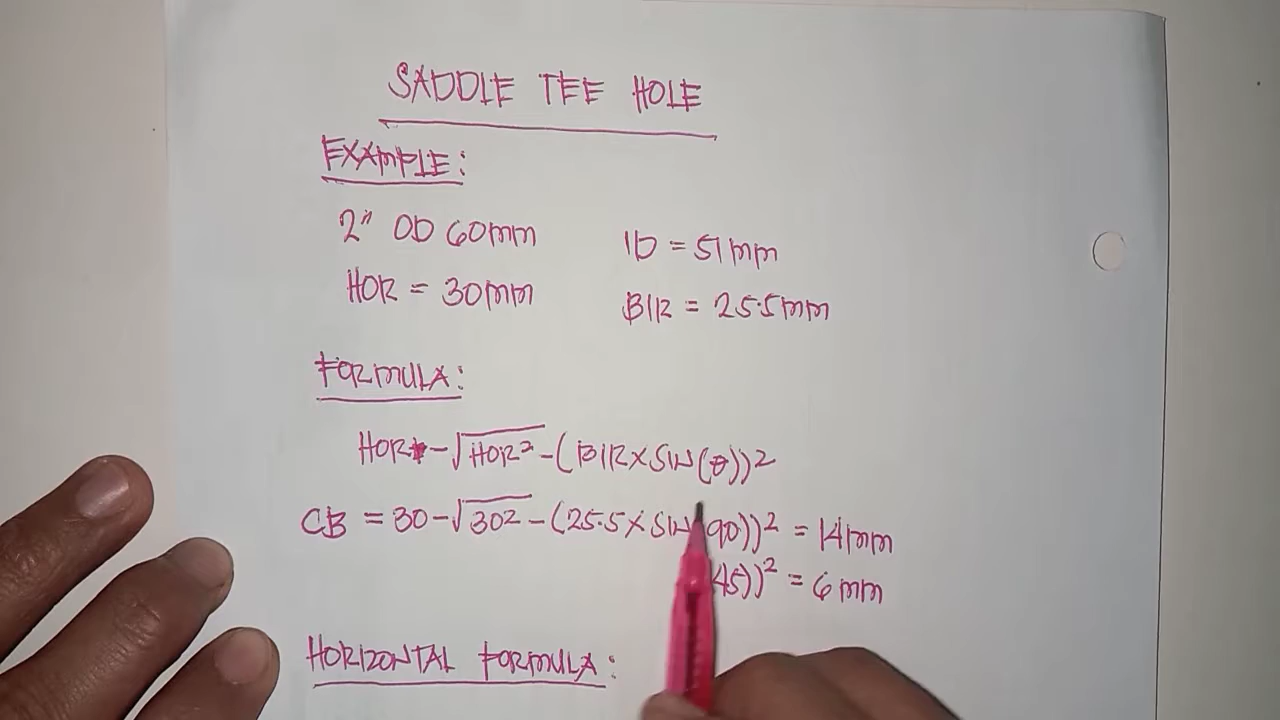 SADDLE TEE HOLE
EXAMPLE:
2" OD 60mm ID = 51mm
HOR = 30mm BIR = 25.5mm
FORMULA:
HOR - √HOR² - (BIR x SIN(θ))²
CB = 30 - √30² - (25.5 x SIN 90))² = 14mm
45))² = 6mm
HORIZONTAL FORMULA: